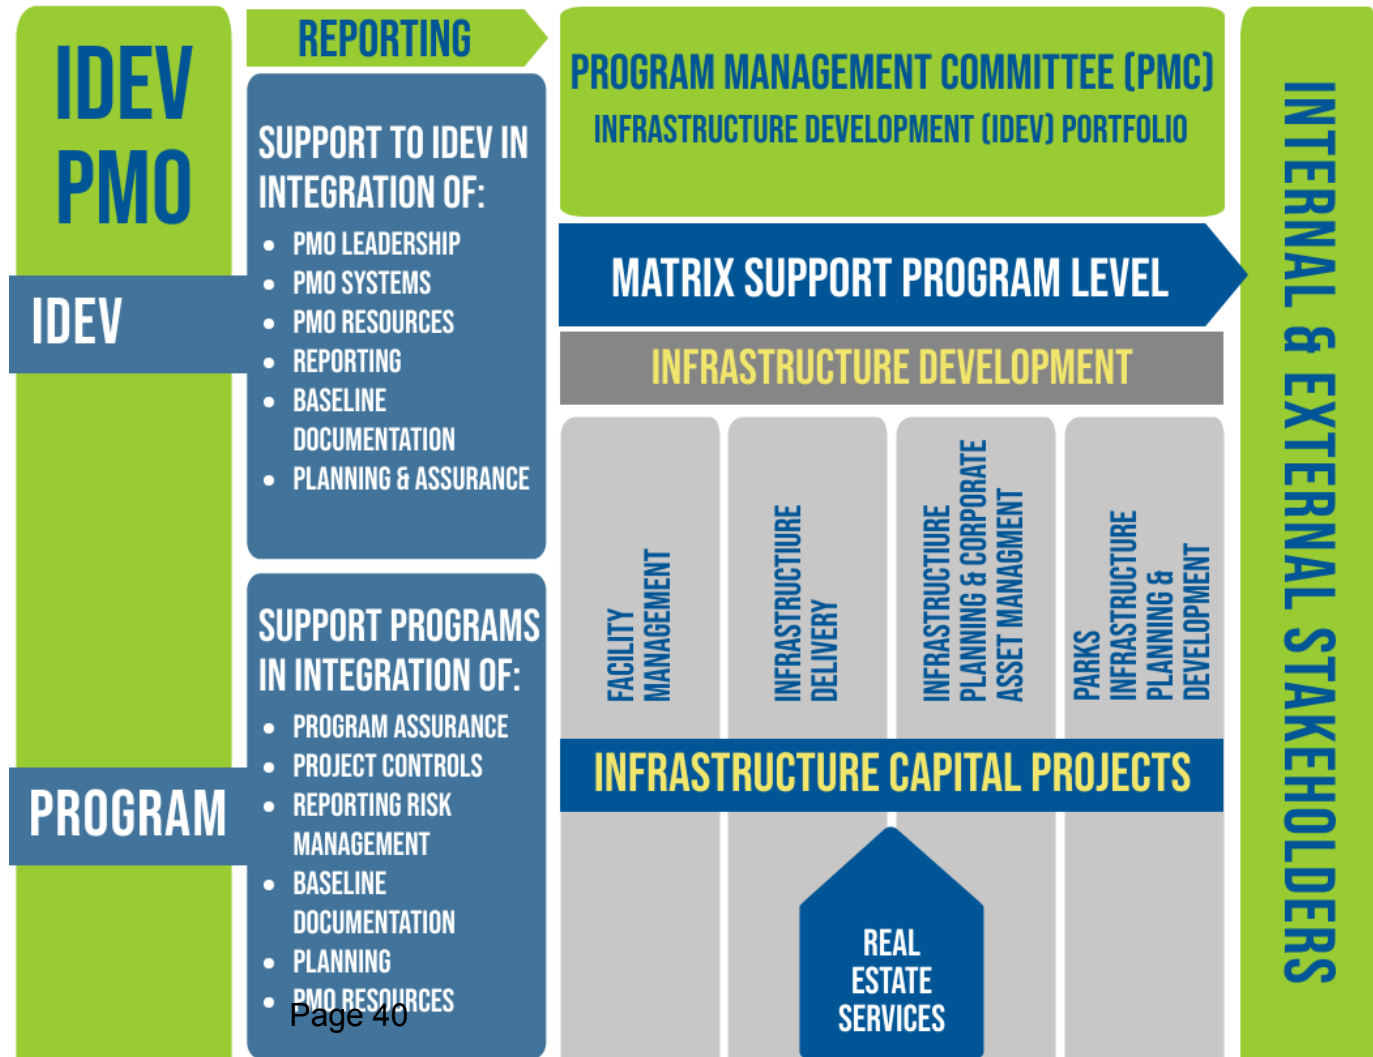 IDEV
PMO
IDEV
PROGRAM
REPORTING
SUPPORT TO IDEV IN
INTEGRATION OF:
• PMO LEADERSHIP
• PMO SYSTEMS
• PMO RESOURCES
• REPORTING
• BASELINE
DOCUMENTATION
• PLANNING & ASSURANCE
SUPPORT PROGRAMS
IN INTEGRATION OF:
• PROGRAM ASSURANCE
• PROJECT CONTROLS
• REPORTING RISK
MANAGEMENT
• BASELINE
DOCUMENTATION
• PLANNING
• PMO RESOURCES
Page 40
PROGRAM MANAGEMENT COMMITTEE (PMC)
INFRASTRUCTURE DEVELOPMENT (IDEV) PORTFOLIO
MATRIX SUPPORT PROGRAM LEVEL
INFRASTRUCTURE DEVELOPMENT
FACILITY
MANAGEMENT
INFRASTRUCTIURE
DELIVERY
INFRASTRUCTIURE
PLANNING & CORPORATE
ASSET MANAGMENT
PARKS
INFRASTRUCTURE
PLANNING &
DEVELOPMENT
INFRASTRUCTURE CAPITAL PROJECTS
REAL
ESTATE
SERVICES
INTERNAL & EXTERNAL STAKEHOLDERS